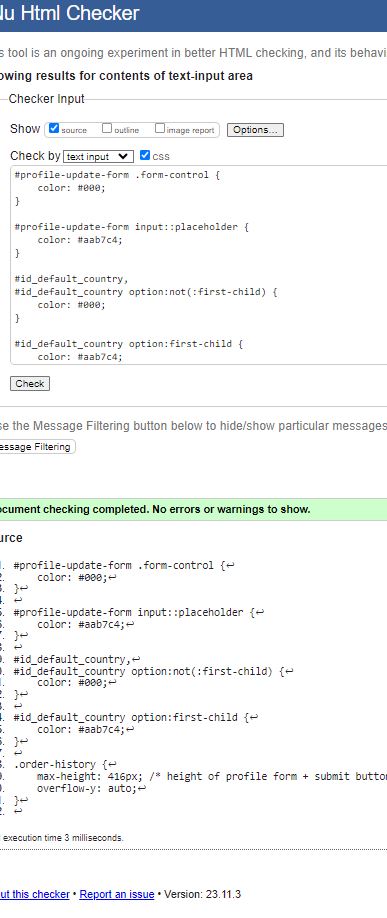 Nu Html Checker
s tool is an ongoing experiment in better HTML checking, and its behavi
owing results for contents of text-input area
Checker Input
Show source outline image report Options...
Check by text input css
#profile-update-form .form-control {
    color: #000;
}
#profile-update-form input::placeholder {
    color: #aab7c4;
}
#id_default_country,
#id_default_country option:not(:first-child) {
    color: #000;
}
#id_default_country option:first-child {
    color: #aab7c4;
Check
se the Message Filtering button below to hide/show particular messages
essage Filtering
ocument checking completed. No errors or warnings to show.
urce
. #profile-update-form .form-control {↩
. color: #000;↩
. }↩
. ↩
. #profile-update-form input::placeholder {↩
. color: #aab7c4;↩
. }↩
. ↩
. #id_default_country,↩
. #id_default_country option:not(:first-child) {↩
. color: #000;↩
. }↩
. ↩
. #id_default_country option:first-child {↩
. color: #aab7c4;↩
. }↩
. ↩
. .order-history {↩
. max-height: 416px; /* height of profile form + submit button
. overflow-y: auto;↩
. }↩
. ↩
execution time 3 milliseconds.
ut this checker • Report an issue • Version: 23.11.3